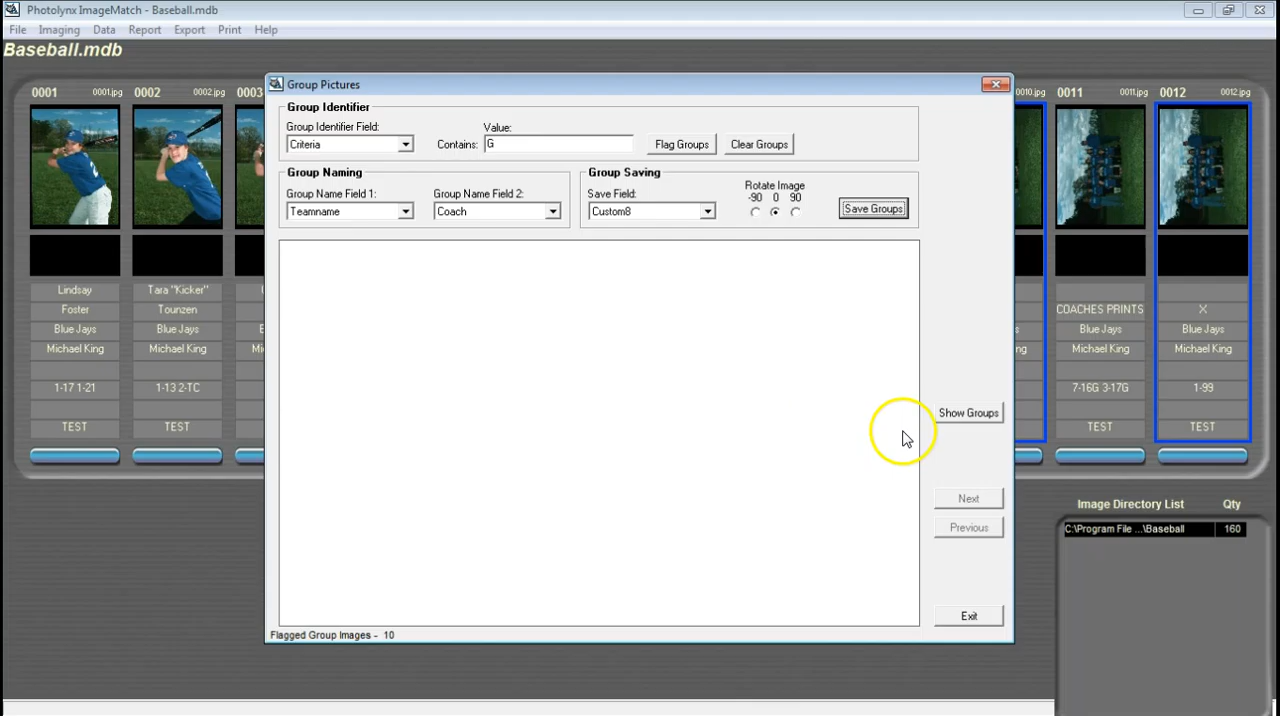 Photolynx ImageMatch - Baseball.mdb
File Imaging Data Report Export Print Help
Baseball.mdb
0001 0001.jpg 0002 0002.jpg 0003 0010.jpg 0011 0011.jpg 0012 0012.jpg
Group Pictures
Group Identifier
Group Identifier Field: Value:
Criteria Contains: G Flag Groups Clear Groups
Group Naming Group Saving
Group Name Field 1: Group Name Field 2: Save Field: Rotate Image
-90 0 90
Teamname Coach Custom8 Save Groups
Lindsay Tara "Kicker"
Foster Tounzen COACHES PRINTS X
Blue Jays Blue Jays Blue Jays Blue Jays
Michael King Michael King Michael King Michael King
1-17 1-21 1-13 2-TC 7-16G 3-17G 1-99
Show Groups
TEST TEST TEST TEST
Next
Image Directory List Qty
Previous
C:\Program File ...\Baseball 160
Exit
Flagged Group Images - 10